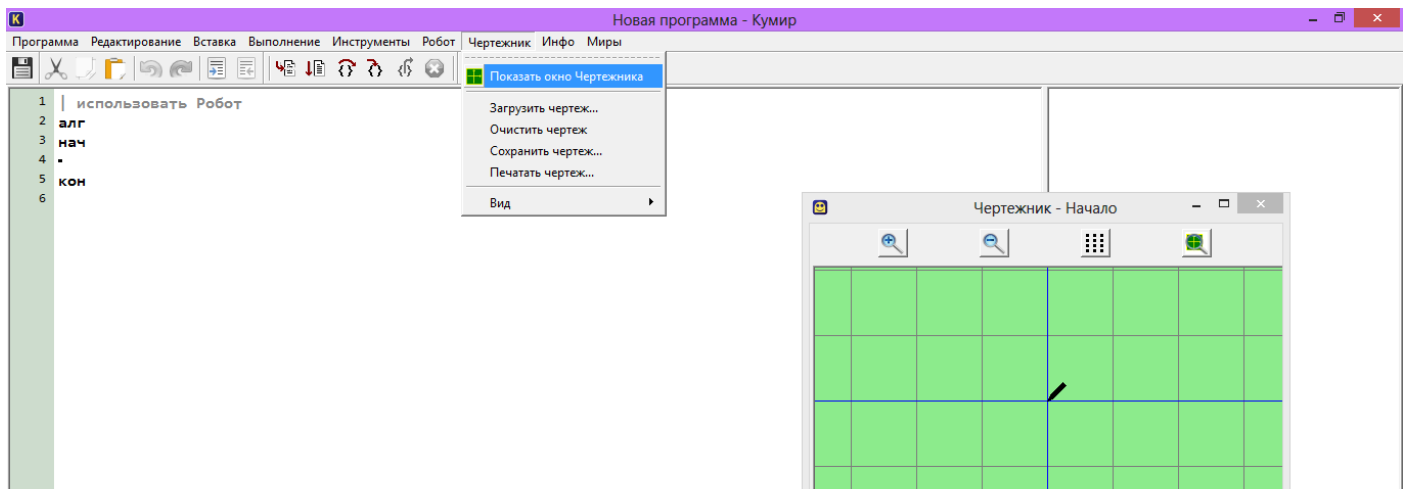 Новая программа - Кумир
Программа Редактирование Вставка Выполнение Инструменты Робот Чертежник Инфо Миры
Показать окно Чертежника
Загрузить чертеж...
Очистить чертеж
Сохранить чертеж...
Печатать чертеж...
Вид
1 | использовать Робот
2 алг
3 нач
4 ·
5 кон
6
Чертежник - Начало